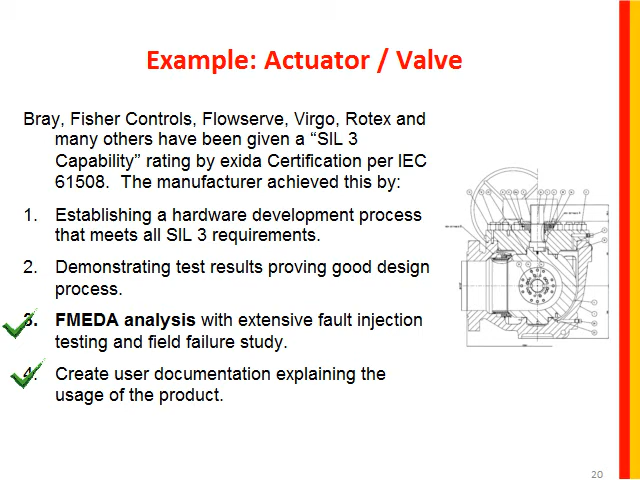 Example: Actuator / Valve
Bray, Fisher Controls, Flowserve, Virgo, Rotex and
many others have been given a “SIL 3
Capability” rating by exida Certification per IEC
61508.  The manufacturer achieved this by:
1. Establishing a hardware development process
that meets all SIL 3 requirements.
2. Demonstrating test results proving good design
process.
3. FMEDA analysis with extensive fault injection
testing and field failure study.
4. Create user documentation explaining the
usage of the product.
20